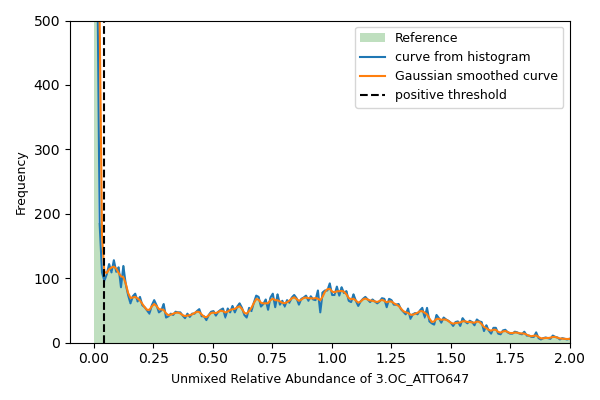 500
400
300
200
100
0
Frequency
Reference
curve from histogram
Gaussian smoothed curve
positive threshold
0.00 0.25 0.50 0.75 1.00 1.25 1.50 1.75 2.00
Unmixed Relative Abundance of 3.OC_ATTO647